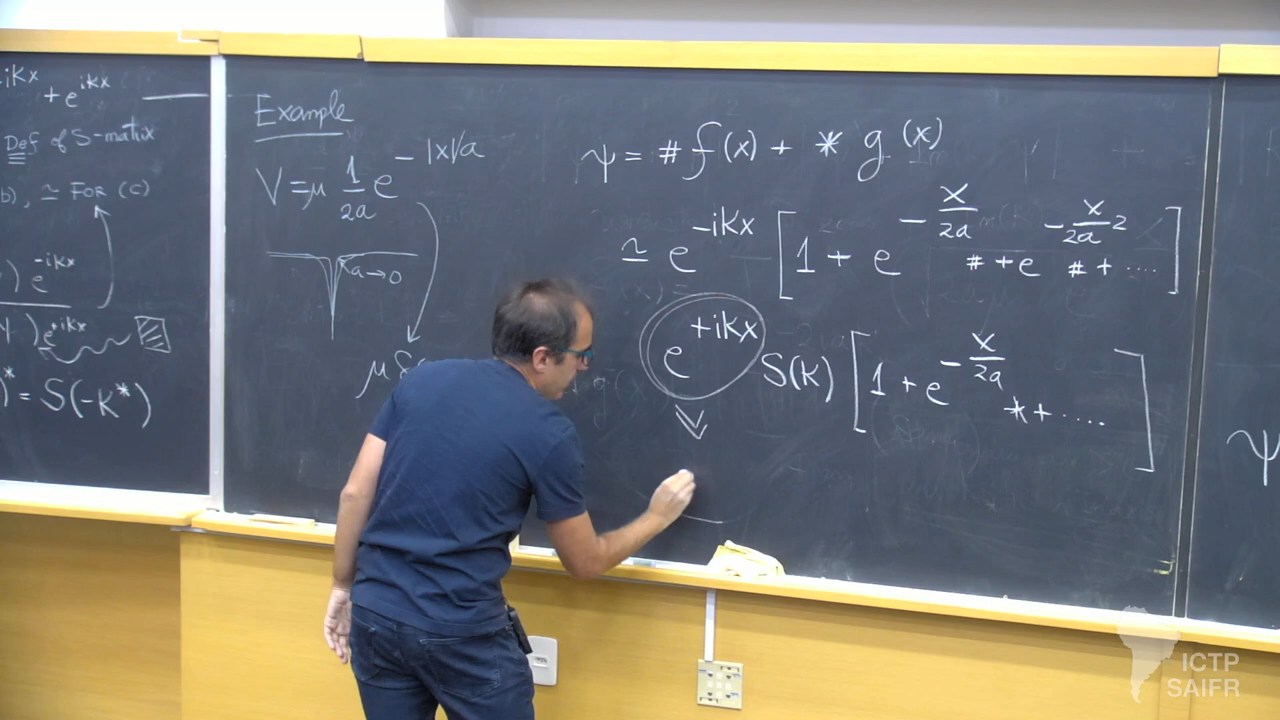 -iKx + e^{ikx}
Def of S-matrix
b), ≃ FOR (c)
) e^{-iKx}
ψ) e^{+iKx}
)^* = S(-K^*)
Example
V = μ 1/2a e^{-|x|/a}
a→0
μ δ
ψ = # f(x) + * g(x)
≃ e^{-iKx} [1 + e^{-x/2a} # + e^{-x/2a 2} # + ....]
e^{+iKx} S(K) [1 + e^{-x/2a} * + ....]
ψ
ICTP
SAIFR